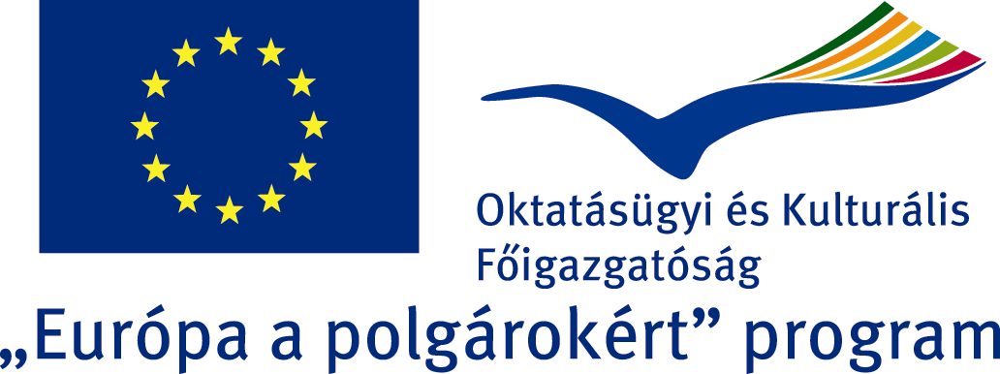 Oktatásügyi és Kulturális
Főigazgatóság
„Európa a polgárokért” program